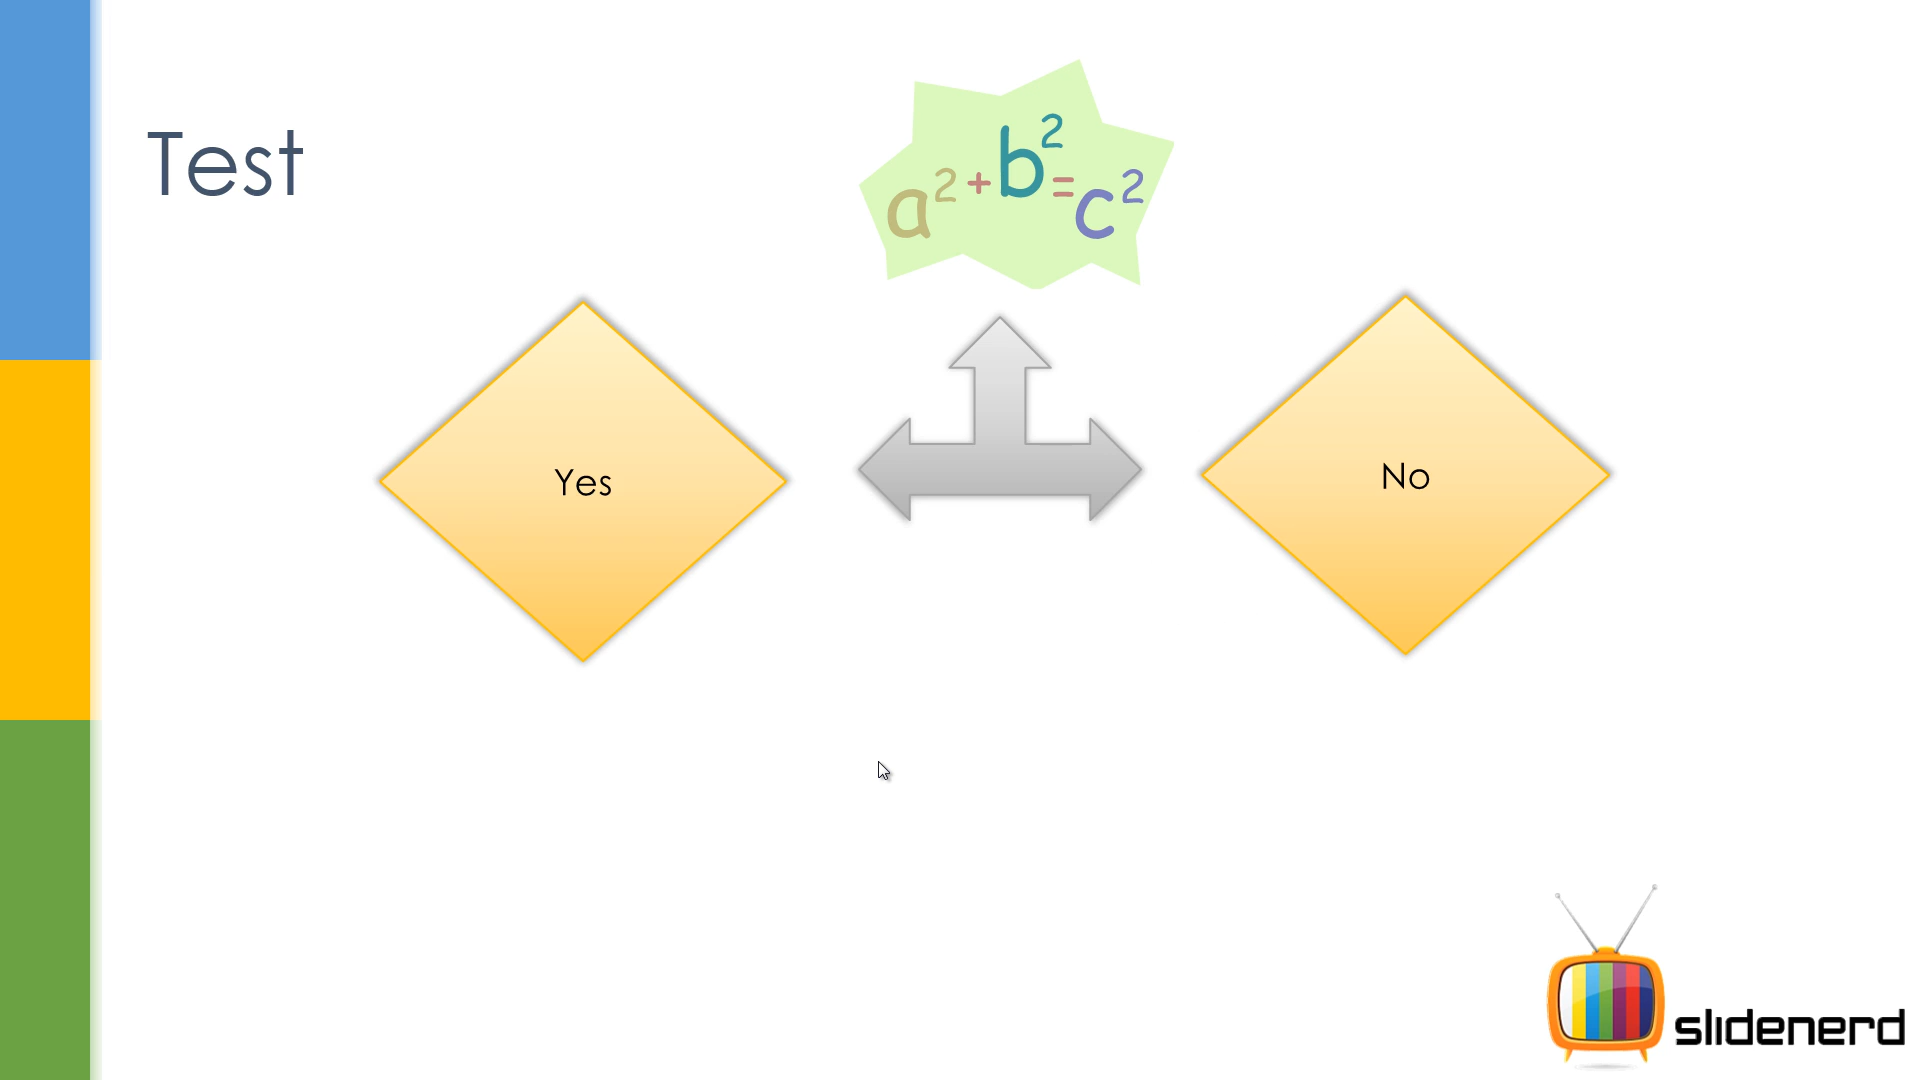 Test
a² + b² = c²
Yes
No
slidenerd